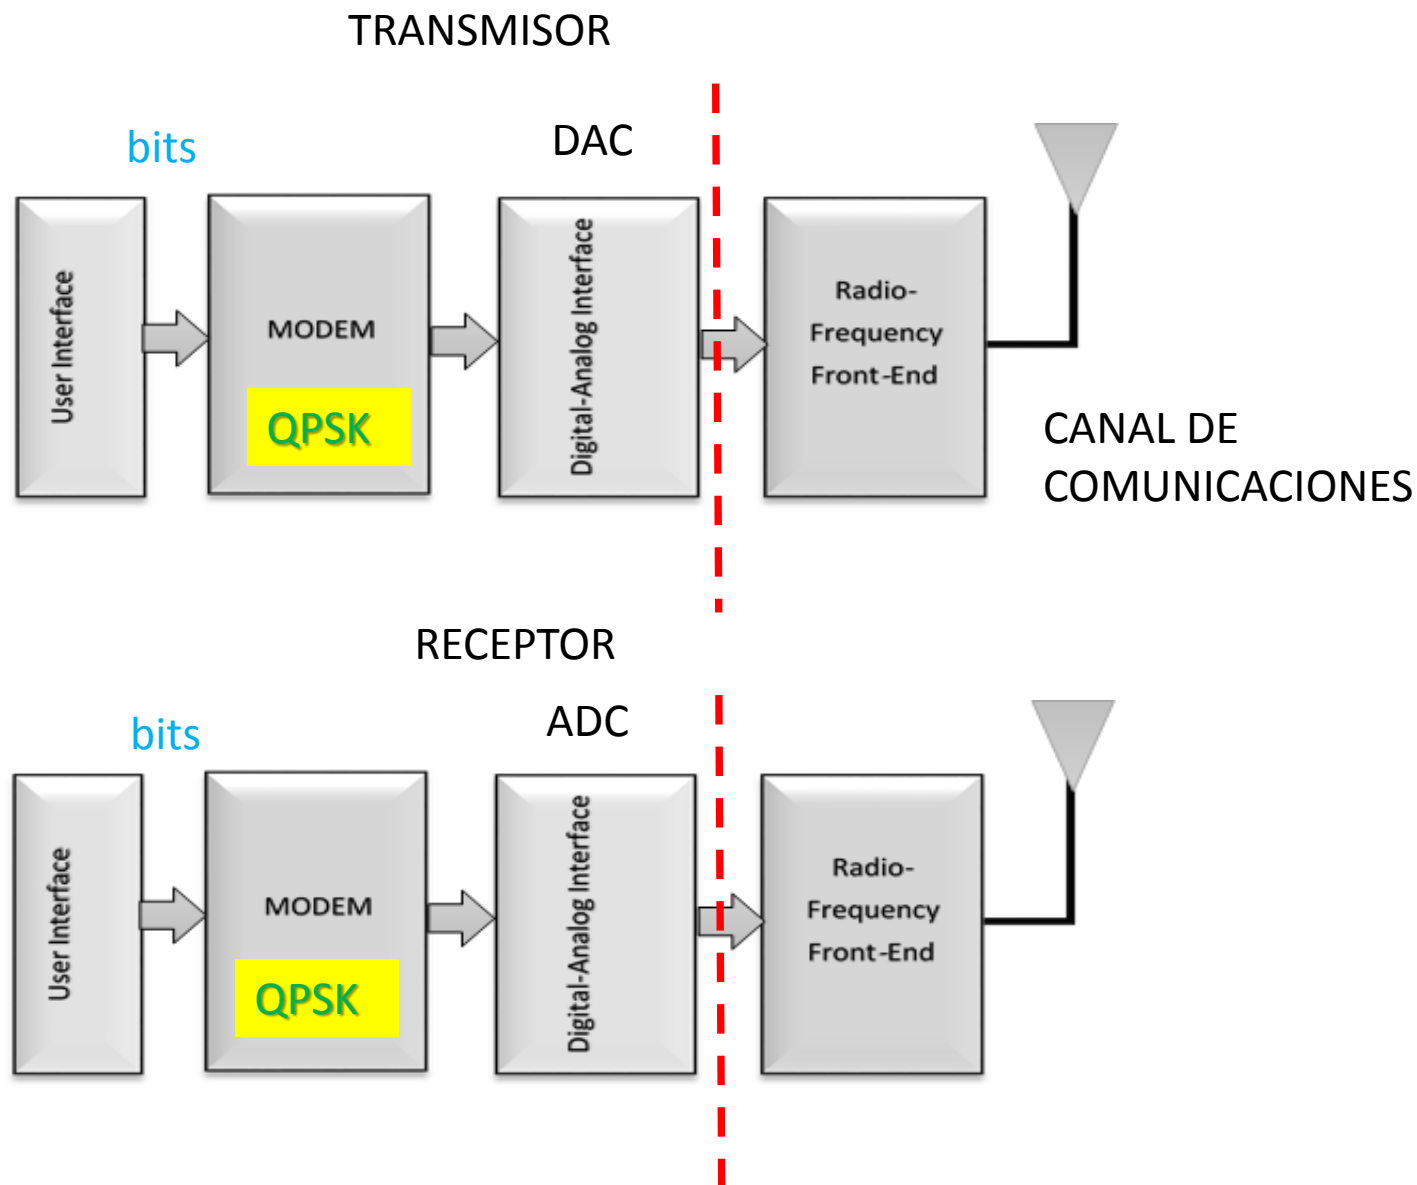 TRANSMISOR
bits
DAC
User Interface
MODEM
QPSK
Digital-Analog Interface
Radio-
Frequency
Front-End
CANAL DE
COMUNICACIONES
RECEPTOR
bits
ADC
User Interface
MODEM
QPSK
Digital-Analog Interface
Radio-
Frequency
Front-End